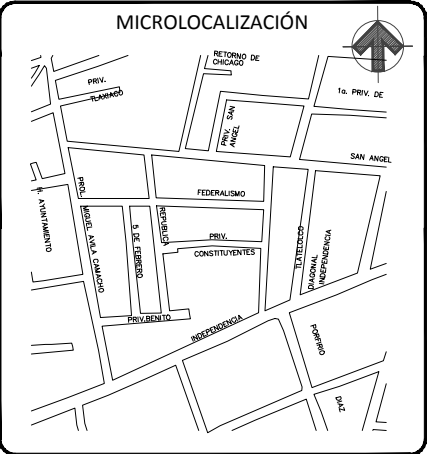 MICROLOCALIZACIÓN
RETORNO DE
CHICAGO
PRIV.
TLAXIACO
1a. PRIV. DE
PRIV. SAN
ANGEL
SAN ANGEL
PROL.
FEDERALISMO
H. AYUNTAMIENTO
MIGUEL AVILA CAMACHO
5 DE FEBRERO
REPUBLICA
PRIV.
CONSTITUYENTES
TLATELOLCO
DIAGONAL
INDEPENDENCIA
PRIV.BENITO
INDEPENDENCIA
PORFIRIO
DIAZ